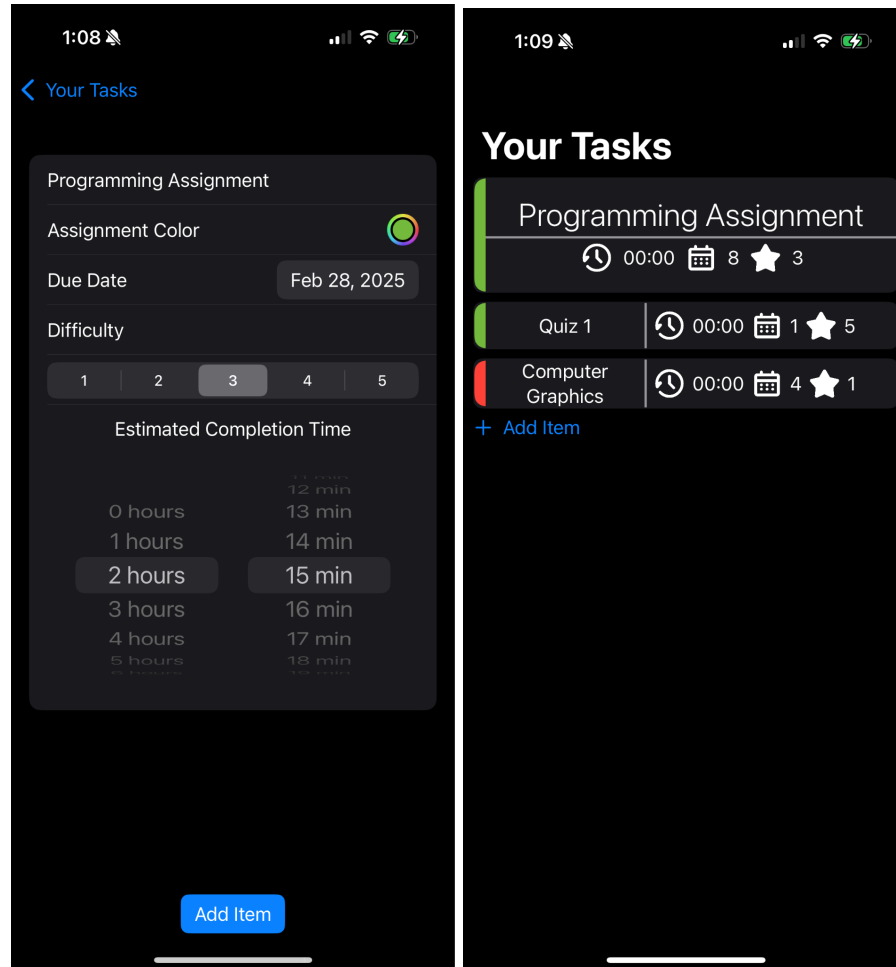 1:08
Your Tasks
Programming Assignment
Assignment Color
Due Date Feb 28, 2025
Difficulty
1 2 3 4 5
Estimated Completion Time
12 min
0 hours 13 min
1 hours 14 min
2 hours 15 min
3 hours 16 min
4 hours 17 min
5 hours 18 min
Add Item
1:09
Your Tasks
Programming Assignment
00:00 8 3
Quiz 1 00:00 1 5
Computer
Graphics 00:00 4 1
+ Add Item